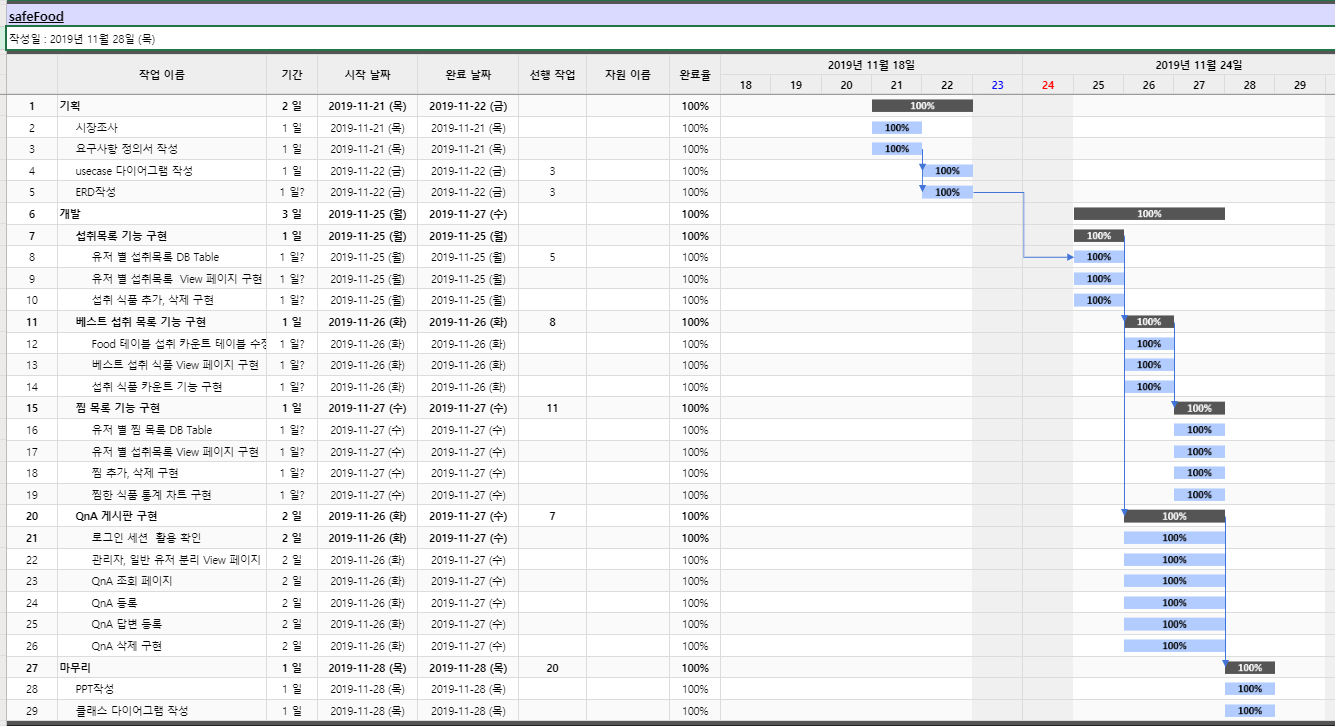 safeFood
작성일 : 2019년 11월 28일 (목)
작업 이름 기간 시작 날짜 완료 날짜 선행 작업 자원 이름 완료율 2019년 11월 18일 2019년 11월 24일
18 19 20 21 22 23 24 25 26 27 28 29
1 기획 2 일 2019-11-21 (목) 2019-11-22 (금) 100% 100%
2 시장조사 1 일 2019-11-21 (목) 2019-11-21 (목) 100% 100%
3 요구사항 정의서 작성 1 일 2019-11-21 (목) 2019-11-21 (목) 100% 100%
4 usecase 다이어그램 작성 1 일 2019-11-22 (금) 2019-11-22 (금) 3 100% 100%
5 ERD작성 1 일? 2019-11-22 (금) 2019-11-22 (금) 3 100% 100%
6 개발 3 일 2019-11-25 (월) 2019-11-27 (수) 100% 100%
7 섭취목록 기능 구현 1 일 2019-11-25 (월) 2019-11-25 (월) 100% 100%
8 유저 별 섭취목록 DB Table 1 일? 2019-11-25 (월) 2019-11-25 (월) 5 100% 100%
9 유저 별 섭취목록 View 페이지 구현 1 일? 2019-11-25 (월) 2019-11-25 (월) 100% 100%
10 섭취 식품 추가, 삭제 구현 1 일? 2019-11-25 (월) 2019-11-25 (월) 100% 100%
11 베스트 섭취 목록 기능 구현 1 일 2019-11-26 (화) 2019-11-26 (화) 8 100% 100%
12 Food 테이블 섭취 카운트 테이블 수정 1 일? 2019-11-26 (화) 2019-11-26 (화) 100% 100%
13 베스트 섭취 식품 View 페이지 구현 1 일? 2019-11-26 (화) 2019-11-26 (화) 100% 100%
14 섭취 식품 카운트 기능 구현 1 일? 2019-11-26 (화) 2019-11-26 (화) 100% 100%
15 찜 목록 기능 구현 1 일 2019-11-27 (수) 2019-11-27 (수) 11 100% 100%
16 유저 별 찜 목록 DB Table 1 일? 2019-11-27 (수) 2019-11-27 (수) 100% 100%
17 유저 별 섭취목록 View 페이지 구현 1 일? 2019-11-27 (수) 2019-11-27 (수) 100% 100%
18 찜 추가, 삭제 구현 1 일? 2019-11-27 (수) 2019-11-27 (수) 100% 100%
19 찜한 식품 통계 차트 구현 1 일? 2019-11-27 (수) 2019-11-27 (수) 100% 100%
20 QnA 게시판 구현 2 일 2019-11-26 (화) 2019-11-27 (수) 7 100% 100%
21 로그인 세션 활용 확인 2 일 2019-11-26 (화) 2019-11-27 (수) 100% 100%
22 관리자, 일반 유저 분리 View 페이지 2 일 2019-11-26 (화) 2019-11-27 (수) 100% 100%
23 QnA 조회 페이지 2 일 2019-11-26 (화) 2019-11-27 (수) 100% 100%
24 QnA 등록 2 일 2019-11-26 (화) 2019-11-27 (수) 100% 100%
25 QnA 답변 등록 2 일 2019-11-26 (화) 2019-11-27 (수) 100% 100%
26 QnA 삭제 구현 2 일 2019-11-26 (화) 2019-11-27 (수) 100% 100%
27 마무리 1 일 2019-11-28 (목) 2019-11-28 (목) 20 100% 100%
28 PPT작성 1 일 2019-11-28 (목) 2019-11-28 (목) 100% 100%
29 클래스 다이어그램 작성 1 일 2019-11-28 (목) 2019-11-28 (목) 100% 100%